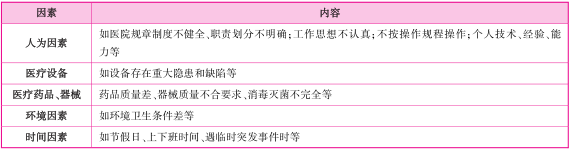 因素 内容
人为因素 如医院规章制度不健全、职责划分不明确;工作思想不认真;不按操作规程操作;个人技术、经验、能
力等
医疗设备 如设备存在重大隐患和缺陷等
医疗药品、器械 药品质量差、器械质量不合要求、消毒灭菌不完全等
环境因素 如环境卫生条件差等
时间因素 如节假日、上下班时间、遇临时突发事件时等